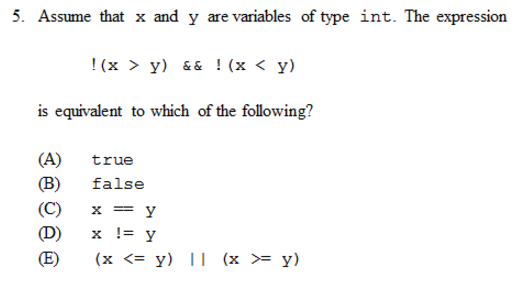 5. Assume that x and y are variables of type int. The expression
!(x > y) && !(x < y)
is equivalent to which of the following?
(A) true
(B) false
(C) x == y
(D) x != y
(E) (x <= y) || (x >= y)